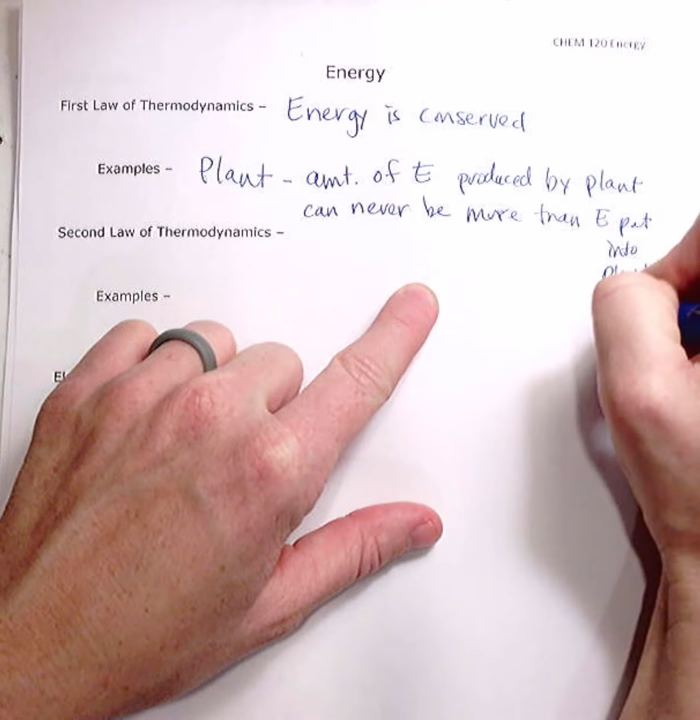 CHEM 120 Energy
Energy
First Law of Thermodynamics – Energy is conserved
Examples – Plant - amt. of E produced by plant
can never be more than E put
into
Second Law of Thermodynamics –
Examples –